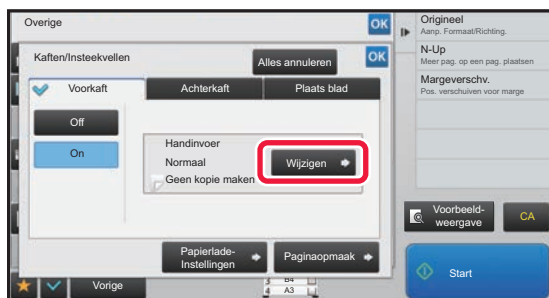 Overige
OK
Kaften/Insteekvellen
Alles annuleren
OK
Voorkaft
Achterkaft
Plaats blad
Off
On
Handinvoer
Normaal
Geen kopie maken
Wijzigen
Papierlade-
Instellingen
Paginaopmaak
Vorige
B4
4 A3
Origineel
Aanp. Formaat/Richting.
N-Up
Meer pag. op een pag. plaatsen
Margeverschv.
Pos. verschuiven voor marge
Voorbeeld-
weergave
CA
Start